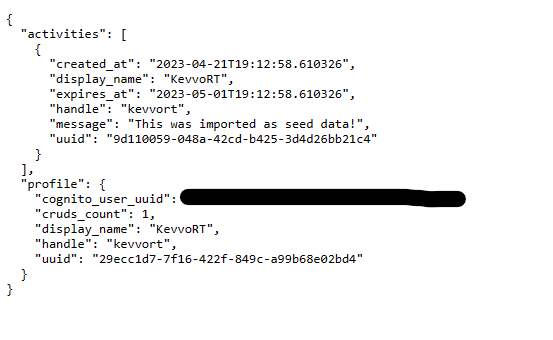 {
"activities": [
{
"created_at": "2023-04-21T19:12:58.610326",
"display_name": "KevvoRT",
"expires_at": "2023-05-01T19:12:58.610326",
"handle": "kevvort",
"message": "This was imported as seed data!",
"uuid": "9d110059-048a-42cd-b425-3d4d26bb21c4"
}
],
"profile": {
"cognito_user_uuid":
"cruds_count": 1,
"display_name": "KevvoRT",
"handle": "kevvort",
"uuid": "29ecc1d7-7f16-422f-849c-a99b68e02bd4"
}
}